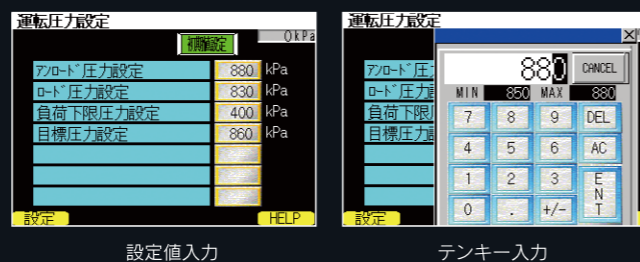 運転圧力設定
初期設定
0kPa
アンロード圧力設定 880 kPa
ロード圧力設定 830 kPa
負荷下限圧力設定 400 kPa
目標圧力設定 860 kPa
設定 HELP
設定値入力
運転圧力設定
×
アンロード圧
880 CANCEL
ロード圧力
MIN 850 MAX 880
負荷下限
7 8 9 DEL
目標圧力
4 5 6 AC
1 2 3 ENT
0 . +/-
設定
テンキー入力